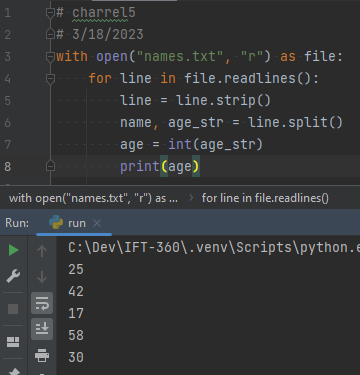 1 # charrel5
2 # 3/18/2023
3 with open("names.txt", "r") as file:
4     for line in file.readlines():
5         line = line.strip()
6         name, age_str = line.split()
7         age = int(age_str)
8         print(age)
with open("names.txt", "r") as ... › for line in file.readlines()
Run: run ×
C:\Dev\IFT-360\.venv\Scripts\python.e
25
42
17
58
30